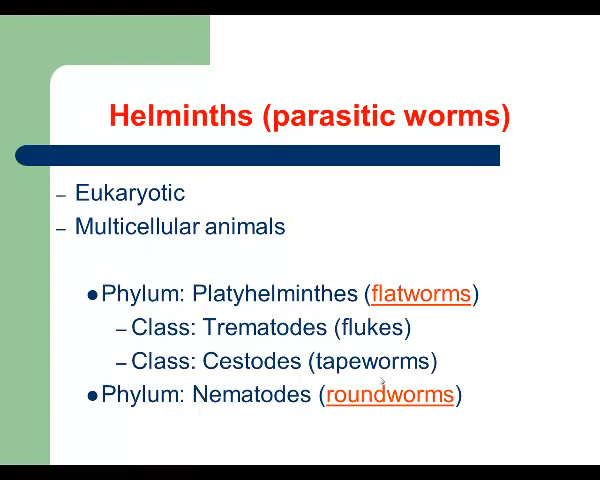 Helminths (parasitic worms)
– Eukaryotic
– Multicellular animals
●Phylum: Platyhelminthes (flatworms)
– Class: Trematodes (flukes)
– Class: Cestodes (tapeworms)
●Phylum: Nematodes (roundworms)